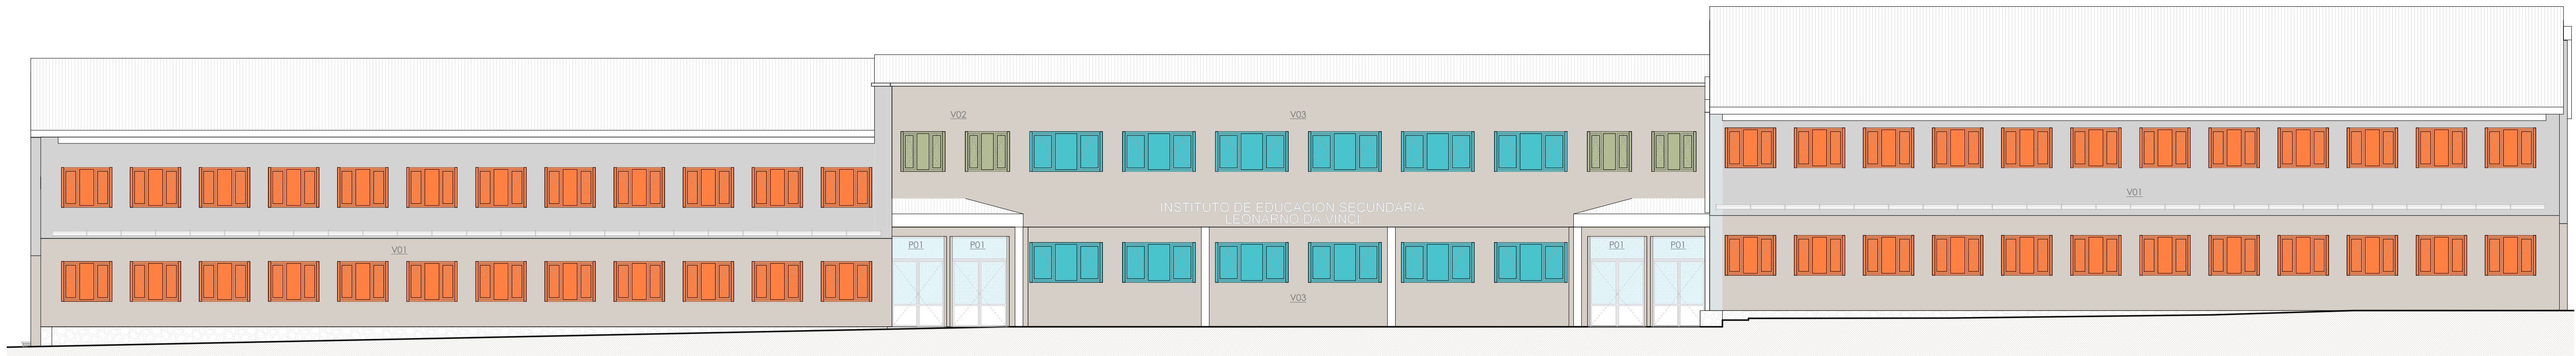 V02
V03
V01
INSTITUTO DE EDUCACION SECUNDARIA
LEONARNO DA VINCI
P01
P01
P01
P01
V01
V03